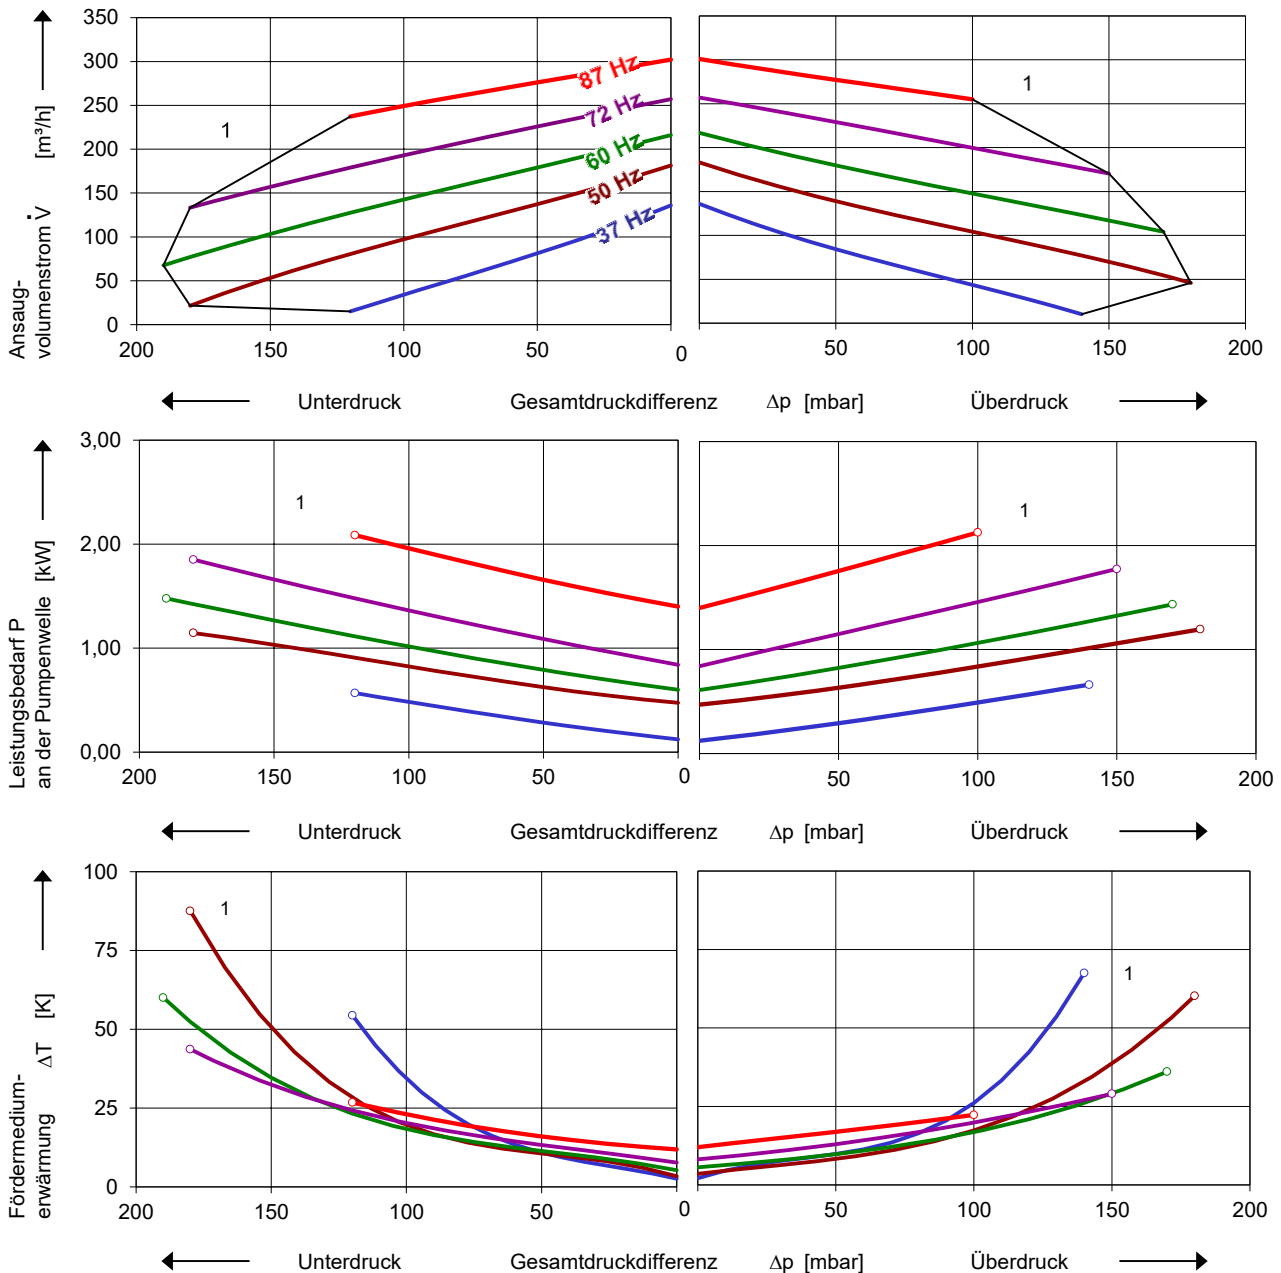 350
300
250
200
150
100
50
0
Ansaug-
volumenstrom V̇ [m³/h]
1
87 Hz
72 Hz
60 Hz
50 Hz
37 Hz
1
200 150 100 50 0 50 100 150 200
Unterdruck Gesamtdruckdifferenz Δp [mbar] Überdruck
3,00
2,00
1,00
0,00
Leistungsbedarf P
an der Pumpenwelle [kW]
1
1
200 150 100 50 0 50 100 150 200
Unterdruck Gesamtdruckdifferenz Δp [mbar] Überdruck
100
75
50
25
0
Fördermedium-
erwärmung ΔT [K]
1
1
200 150 100 50 0 50 100 150 200
Unterdruck Gesamtdruckdifferenz Δp [mbar] Überdruck